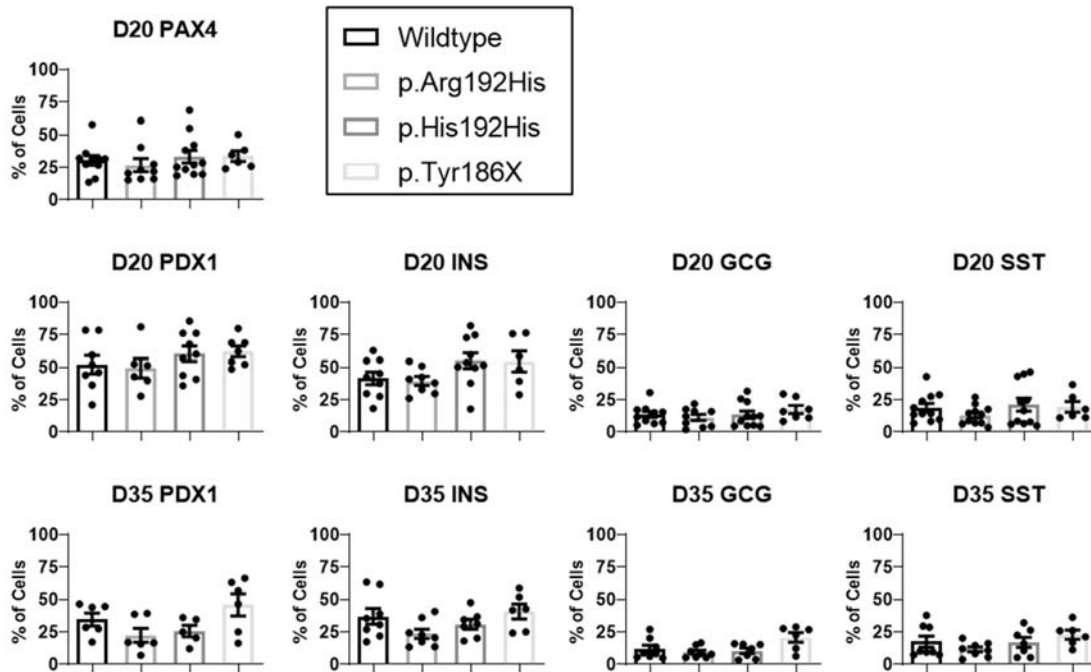 D20 PAX4
Wildtype
p.Arg192His
p.His192His
p.Tyr186X
% of Cells
100
75
50
25
0
D20 PDX1
% of Cells
100
75
50
25
0
D20 INS
% of Cells
100
75
50
25
0
D20 GCG
% of Cells
100
75
50
25
0
D20 SST
% of Cells
100
75
50
25
0
D35 PDX1
% of Cells
100
75
50
25
0
D35 INS
% of Cells
100
75
50
25
0
D35 GCG
% of Cells
100
75
50
25
0
D35 SST
% of Cells
100
75
50
25
0